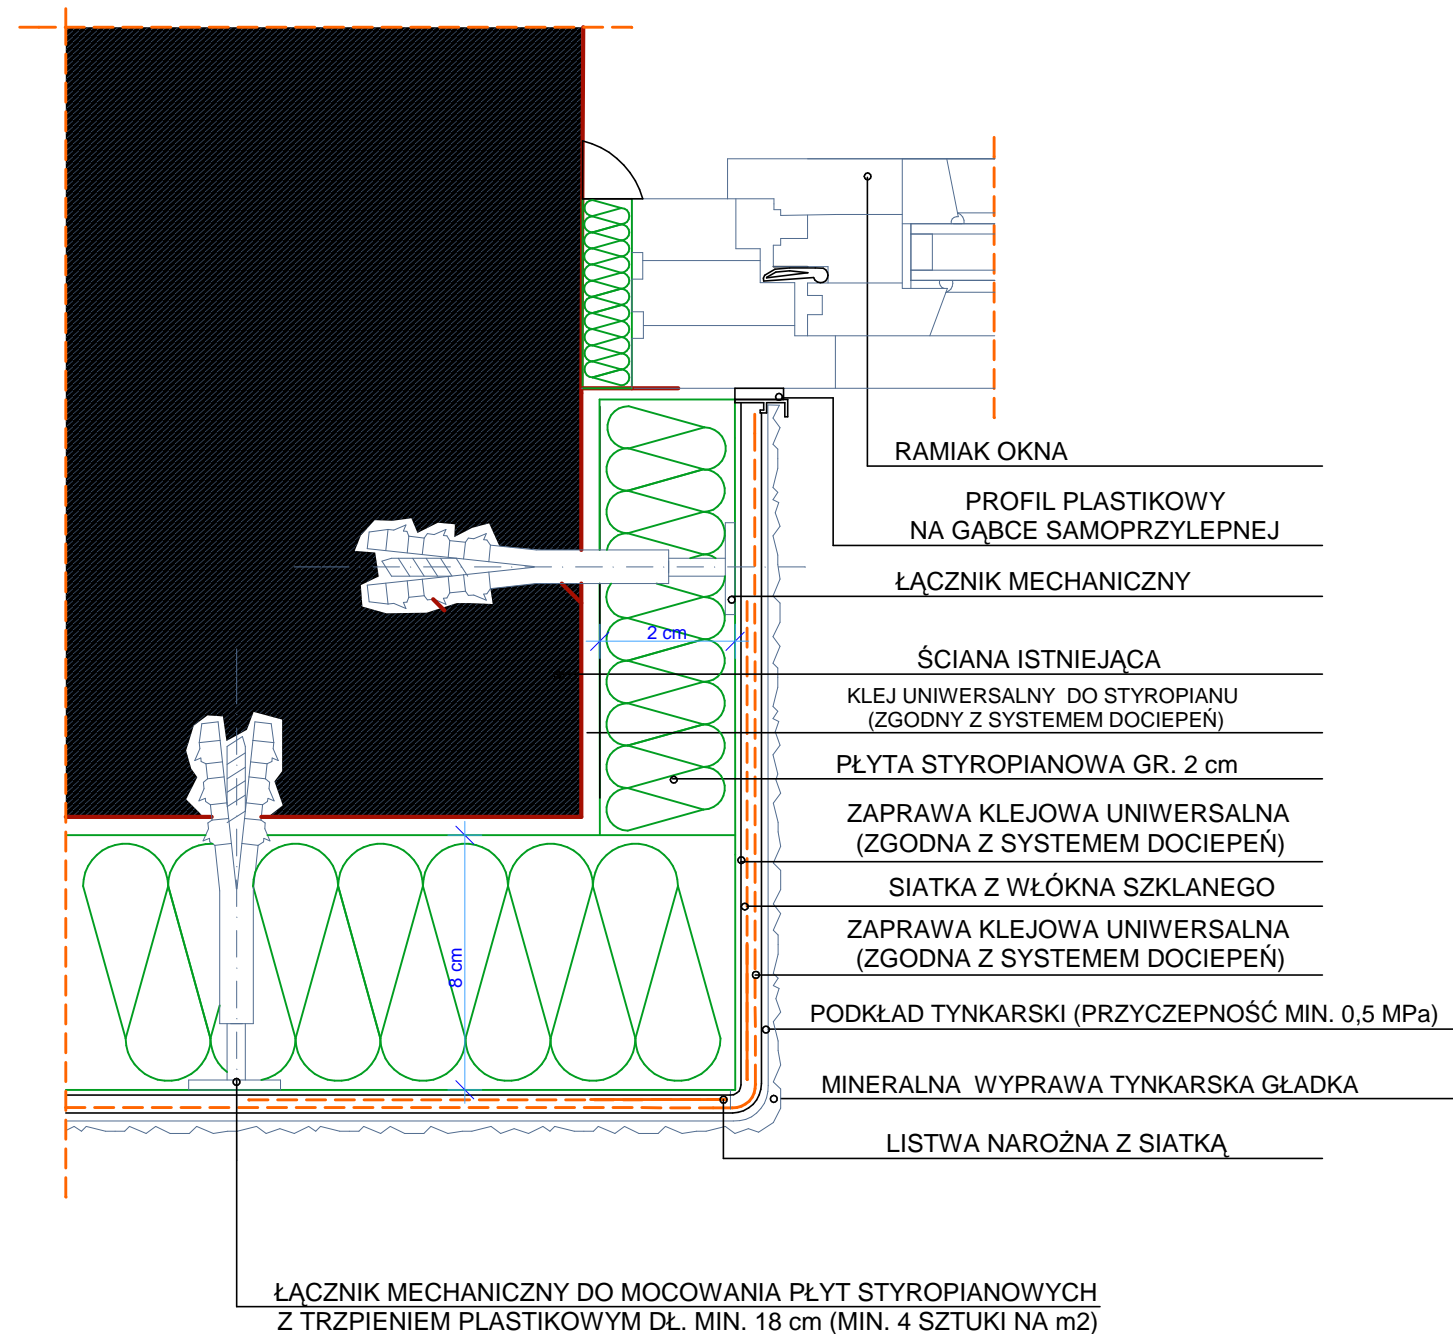 RAMIAK OKNA
PROFIL PLASTIKOWY
NA GĄBCE SAMOPRZYLEPNEJ
ŁĄCZNIK MECHANICZNY
2 cm
ŚCIANA ISTNIEJĄCA
KLEJ UNIWERSALNY DO STYROPIANU
(ZGODNY Z SYSTEMEM DOCIEPEŃ)
PŁYTA STYROPIANOWA GR. 2 cm
ZAPRAWA KLEJOWA UNIWERSALNA
(ZGODNA Z SYSTEMEM DOCIEPEŃ)
SIATKA Z WŁÓKNA SZKLANEGO
ZAPRAWA KLEJOWA UNIWERSALNA
(ZGODNA Z SYSTEMEM DOCIEPEŃ)
8 cm
PODKŁAD TYNKARSKI (PRZYCZEPNOŚĆ MIN. 0,5 MPa)
MINERALNA WYPRAWA TYNKARSKA GŁADKA
LISTWA NAROŻNA Z SIATKĄ
ŁĄCZNIK MECHANICZNY DO MOCOWANIA PŁYT STYROPIANOWYCH
Z TRZPIENIEM PLASTIKOWYM DŁ. MIN. 18 cm (MIN. 4 SZTUKI NA m2)